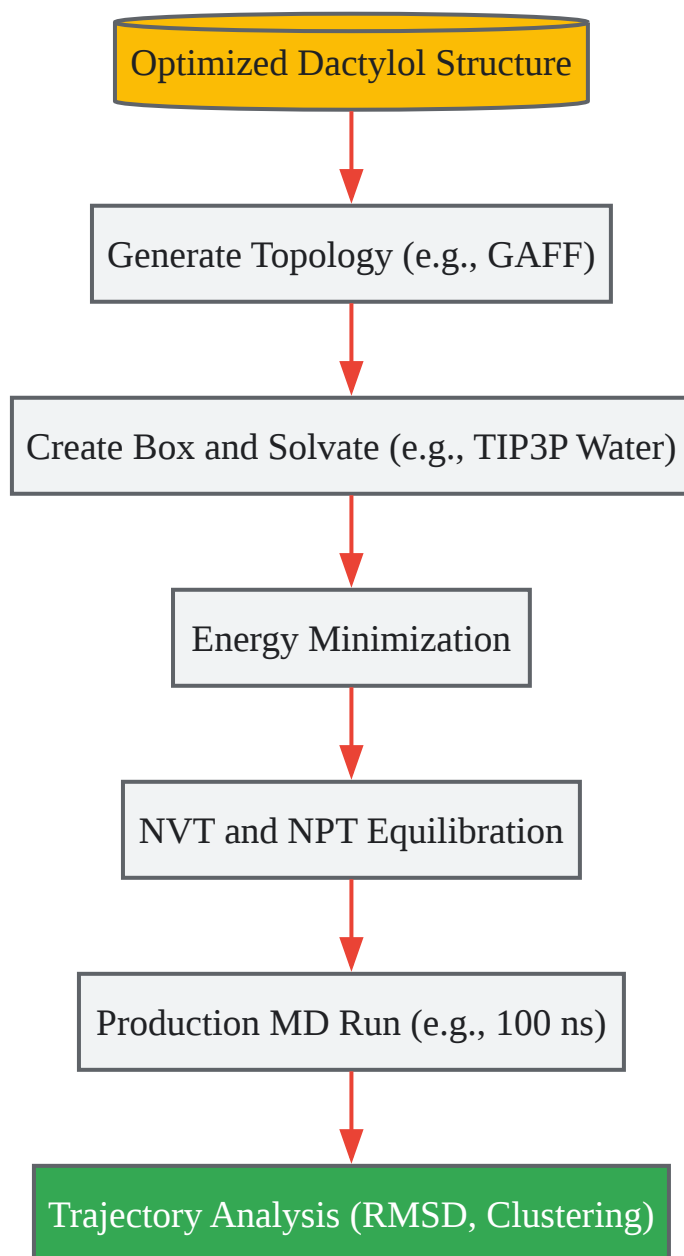 Optimized Dactylol Structure
Generate Topology (e.g., GAFF)
Create Box and Solvate (e.g., TIP3P Water)
Energy Minimization
NVT and NPT Equilibration
Production MD Run (e.g., 100 ns)
Trajectory Analysis (RMSD, Clustering)